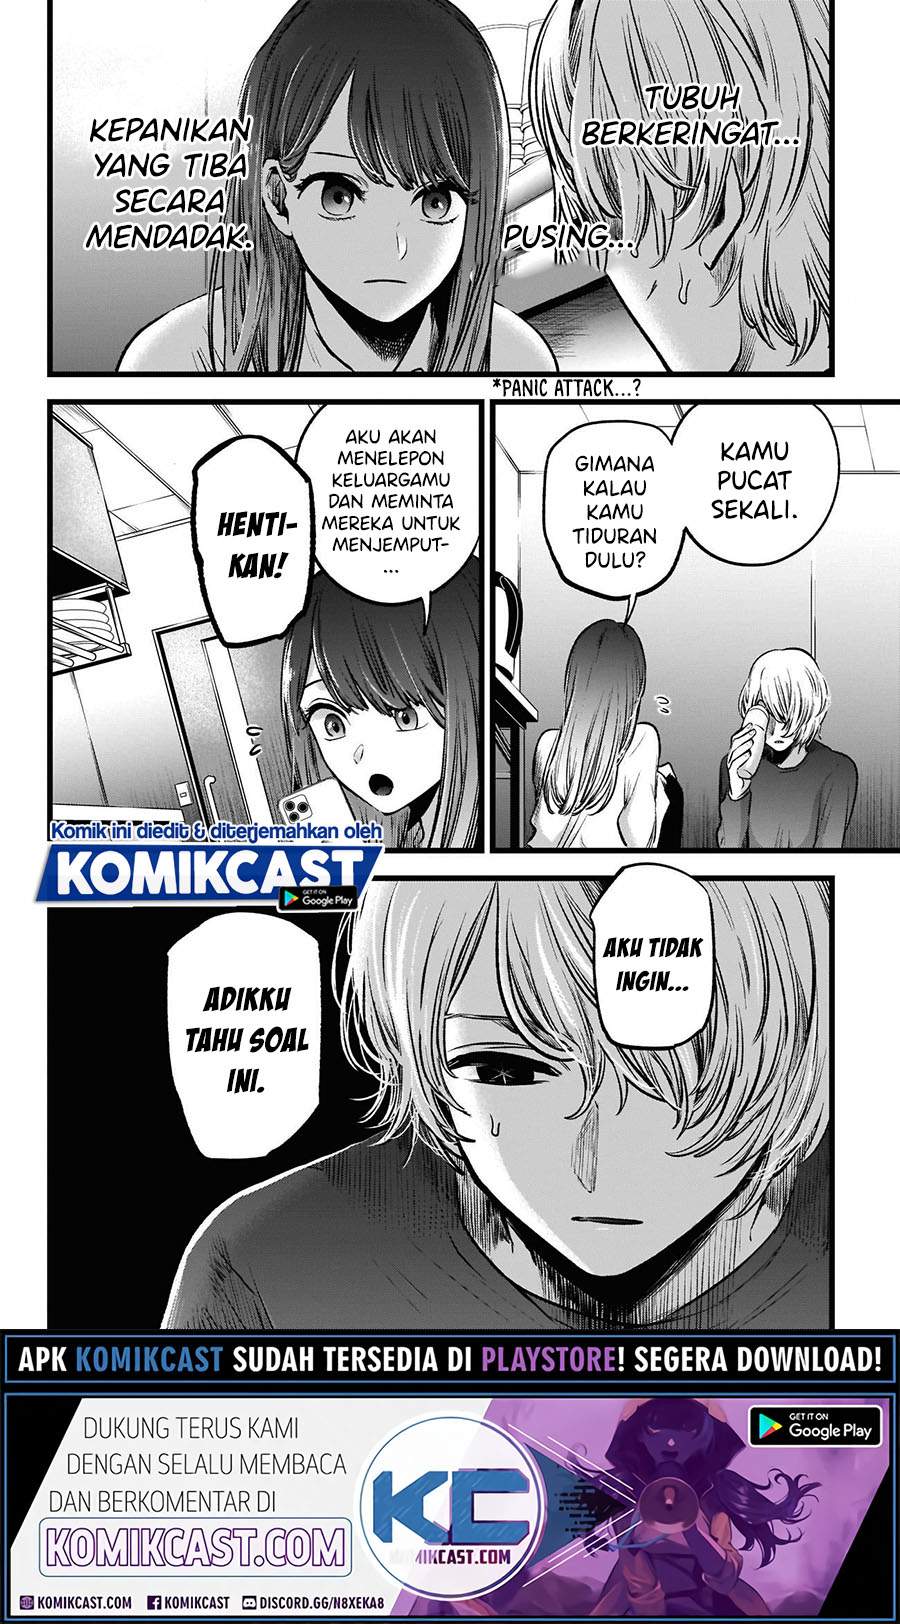 TUBUH
BERKERINGAT...
PUSING...
KEPANIKAN
YANG TIBA
SECARA
MENDADAK.
*PANIC ATTACK...?
KAMU
PUCAT
SEKALI.
GIMANA
KALAU
KAMU
TIDURAN
DULU?
AKU AKAN
MENELEPON
KELUARGAMU
DAN MEMINTA
MEREKA UNTUK
MENJEMPUT-
...
HENTI-
KAN!
Komik ini diedit & diterjemahkan oleh
KOMIKCAST
GET IT ON
Google Play
AKU TIDAK
INGIN...
ADIKKU
TAHU SOAL
INI.
APK KOMIKCAST SUDAH TERSEDIA DI PLAYSTORE! SEGERA DOWNLOAD!
DUKUNG TERUS KAMI
DENGAN SELALU MEMBACA
DAN BERKOMENTAR DI
KOMIKCAST.COM
KOMIKCAST.COM KOMIKCAST DISCORD.GG/N8XEKA8
KC
KOMIKCAST.COM
GET IT ON
Google Play